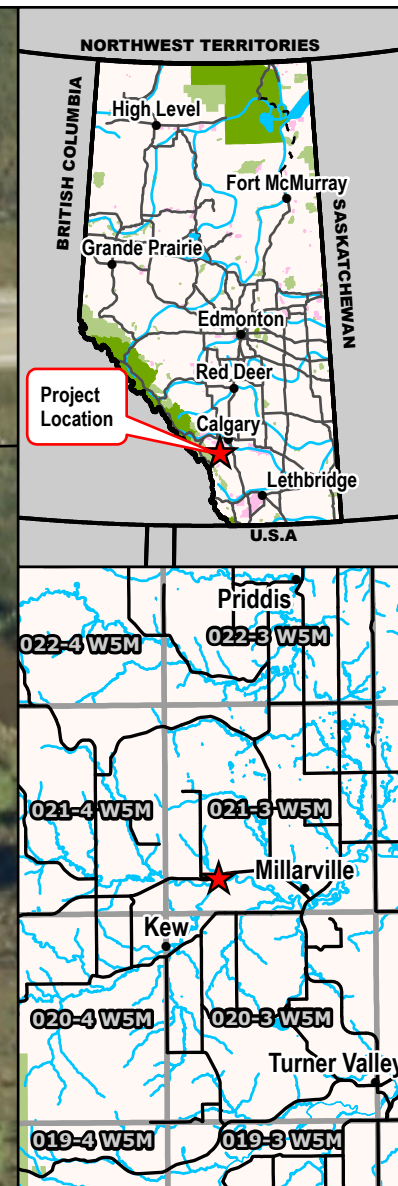 NORTHWEST TERRITORIES
BRITISH COLUMBIA
High Level
Fort McMurray
SASKATCHEWAN
Grande Prairie
Edmonton
Red Deer
Project
Location
Calgary
Lethbridge
U.S.A
Priddis
022-4 W5M
022-3 W5M
021-4 W5M
021-3 W5M
Millarville
Kew
020-4 W5M
020-3 W5M
Turner Valley
019-4 W5M
019-3 W5M